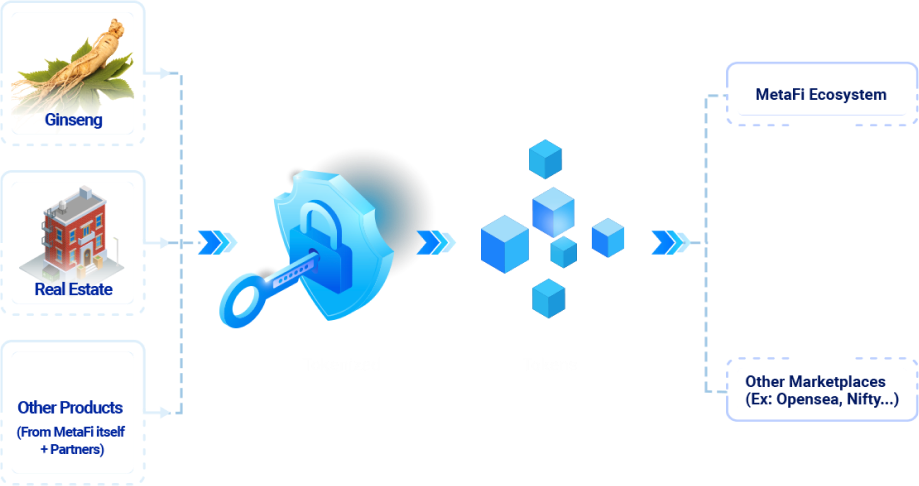 Ginseng
Real Estate
Other Products
(From MetaFi itself
+ Partners)
MetaFi Ecosystem
Other Marketplaces
(Ex: Opensea, Nifty...)